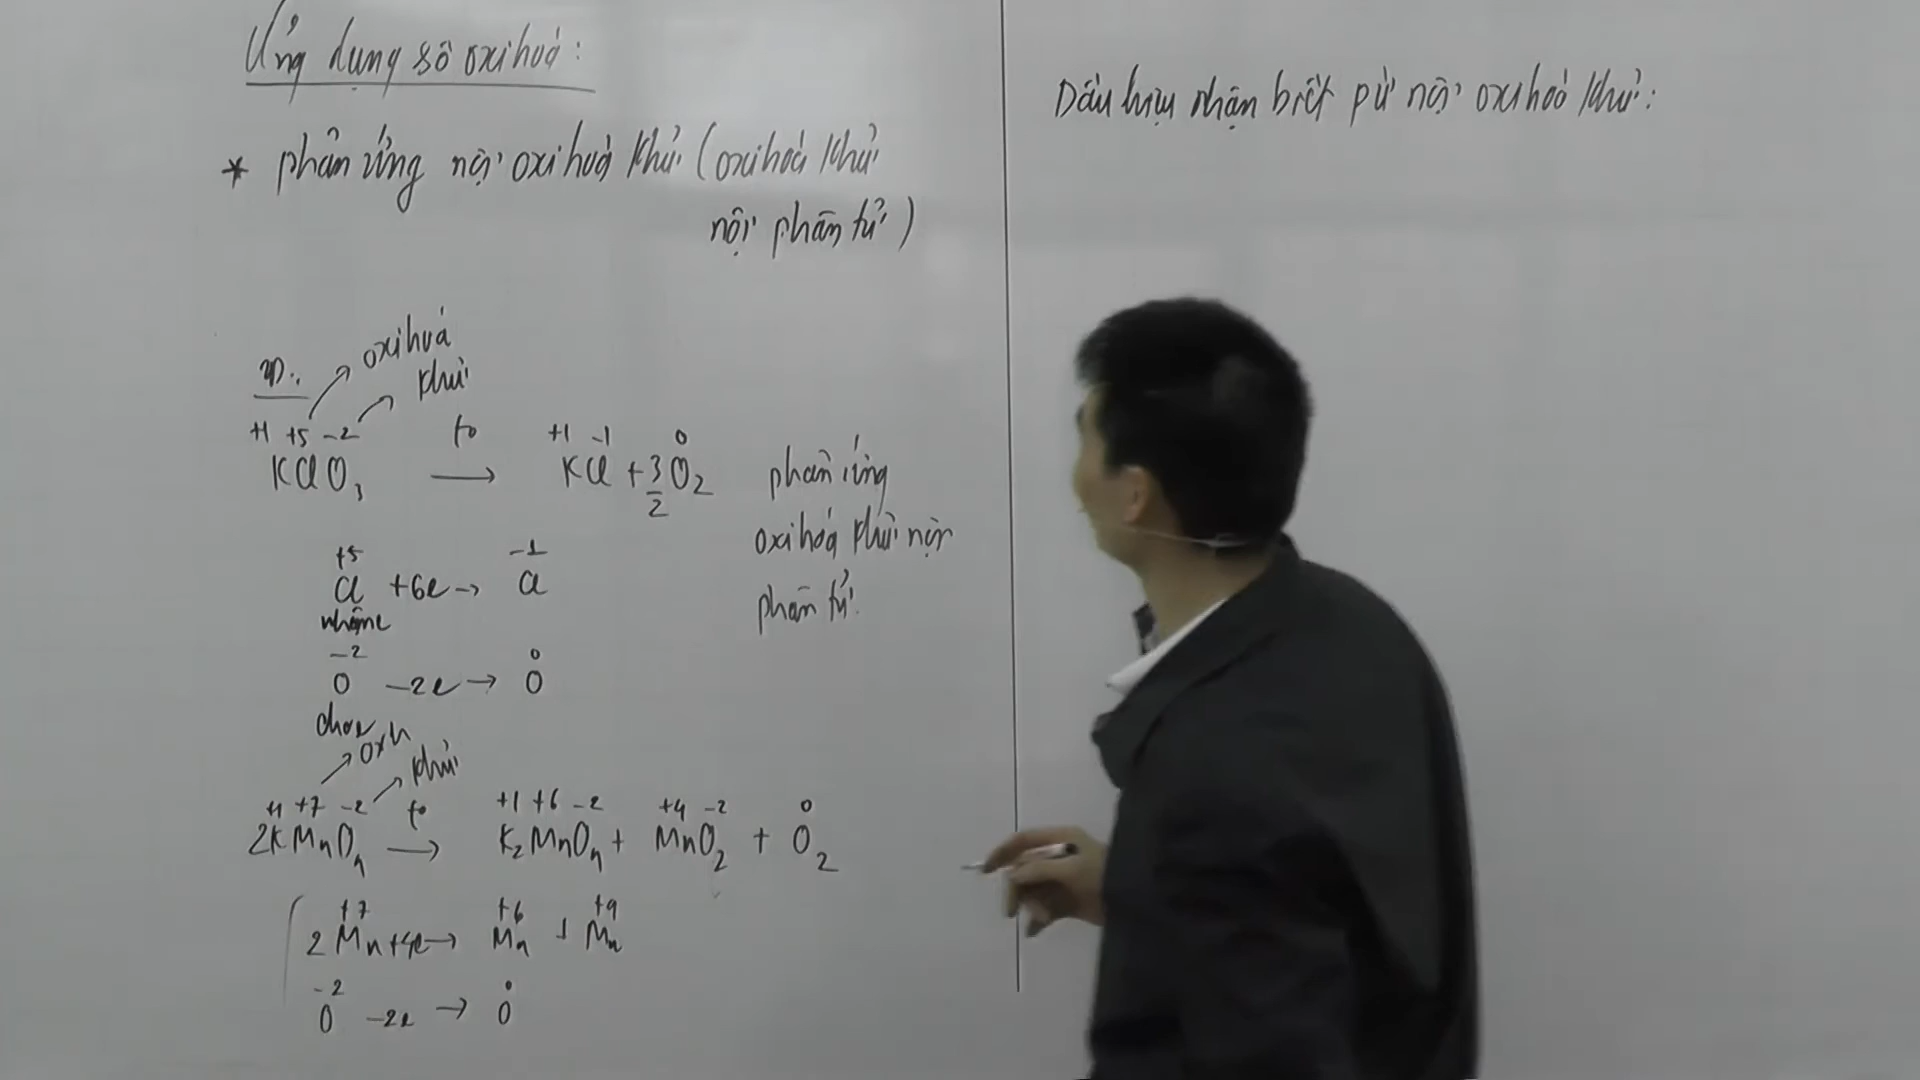 Ứng dụng số oxi hoá:
* phản ứng nội oxi hoá khử (oxi hoá khử
nội phân tử)
VD:
oxi hoá
khử
+1 +5 -2 to +1 -1 0
KClO3 → KCl + 3/2 O2
phản ứng
oxi hoá khử nội
phân tử.
+5 -1
Cl +6e → Cl
nhận e
-2 0
O -2e → O
cho e
oxh
khử
+1 +7 -2 to +1 +6 -2 +4 -2 0
2KMnO4 → K2MnO4 + MnO2 + O2
+7 +6 +4
2Mn +4e → Mn + Mn
-2 0
O -2e → O
Dấu hiệu nhận biết pứ nội oxi hoá khử: